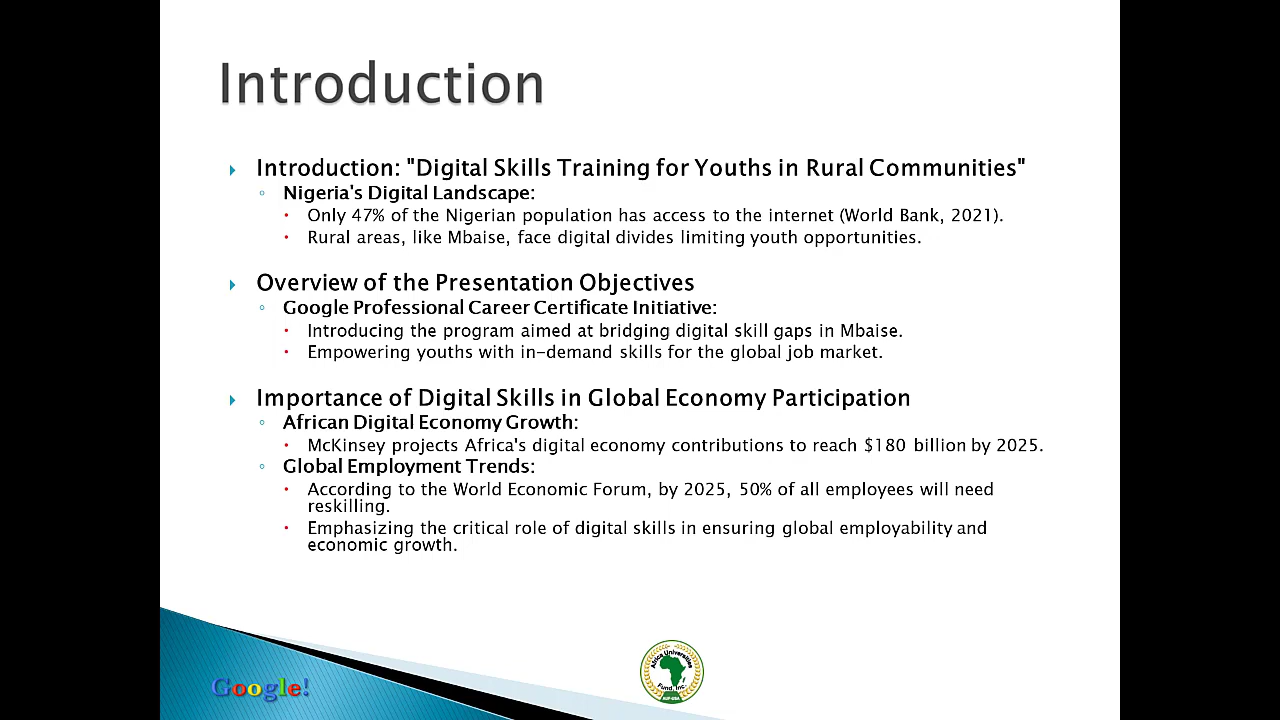 Introduction
Introduction: "Digital Skills Training for Youths in Rural Communities"
Nigeria's Digital Landscape:
Only 47% of the Nigerian population has access to the internet (World Bank, 2021).
Rural areas, like Mbaise, face digital divides limiting youth opportunities.
Overview of the Presentation Objectives
Google Professional Career Certificate Initiative:
Introducing the program aimed at bridging digital skill gaps in Mbaise.
Empowering youths with in-demand skills for the global job market.
Importance of Digital Skills in Global Economy Participation
African Digital Economy Growth:
McKinsey projects Africa's digital economy contributions to reach $180 billion by 2025.
Global Employment Trends:
According to the World Economic Forum, by 2025, 50% of all employees will need
reskilling.
Emphasizing the critical role of digital skills in ensuring global employability and
economic growth.
Google!
Africa Universities
Fund, Inc.
AUF-USA